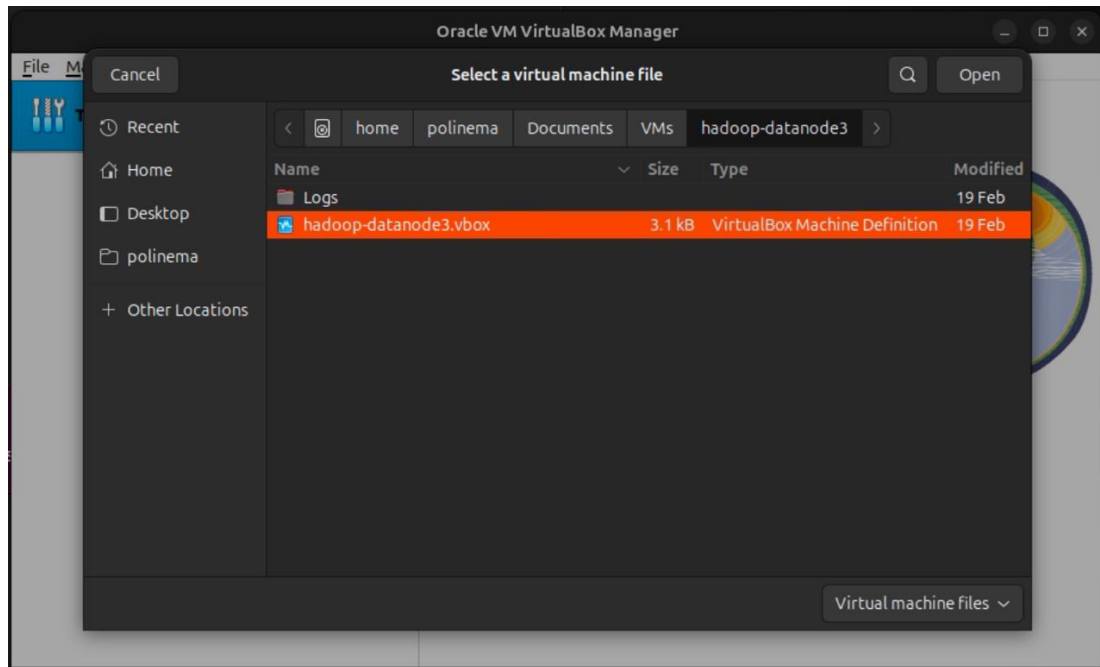 Oracle VM VirtualBox Manager
File M
Cancel
Select a virtual machine file
Open
Recent
Home
Desktop
polinema
+ Other Locations
home polinema Documents VMs hadoop-datanode3
Name Size Type Modified
Logs 19 Feb
hadoop-datanode3.vbox 3.1 kB VirtualBox Machine Definition 19 Feb
Virtual machine files